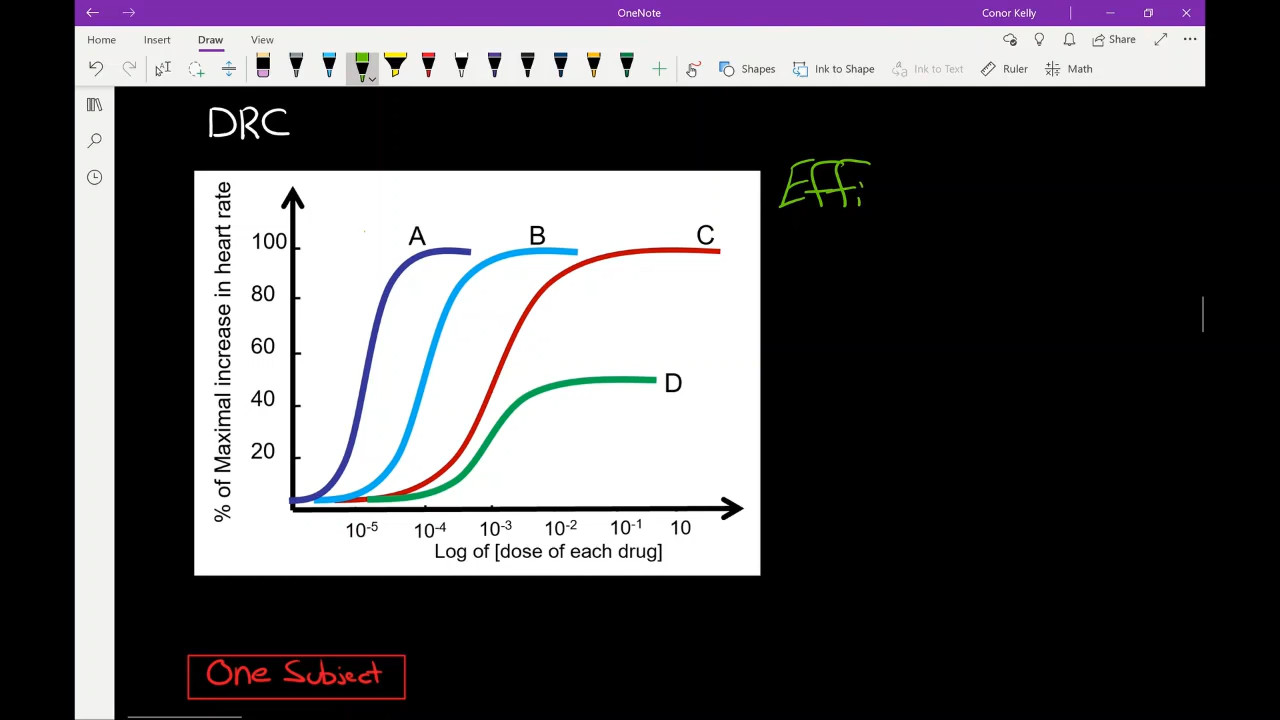 OneNote
Conor Kelly
Home Insert Draw View
Share
Shapes Ink to Shape Ink to Text Ruler Math
DRC
Effi
% of Maximal increase in heart rate
100
80
60
40
20
A B C
D
10-5 10-4 10-3 10-2 10-1 10
Log of [dose of each drug]
One Subject